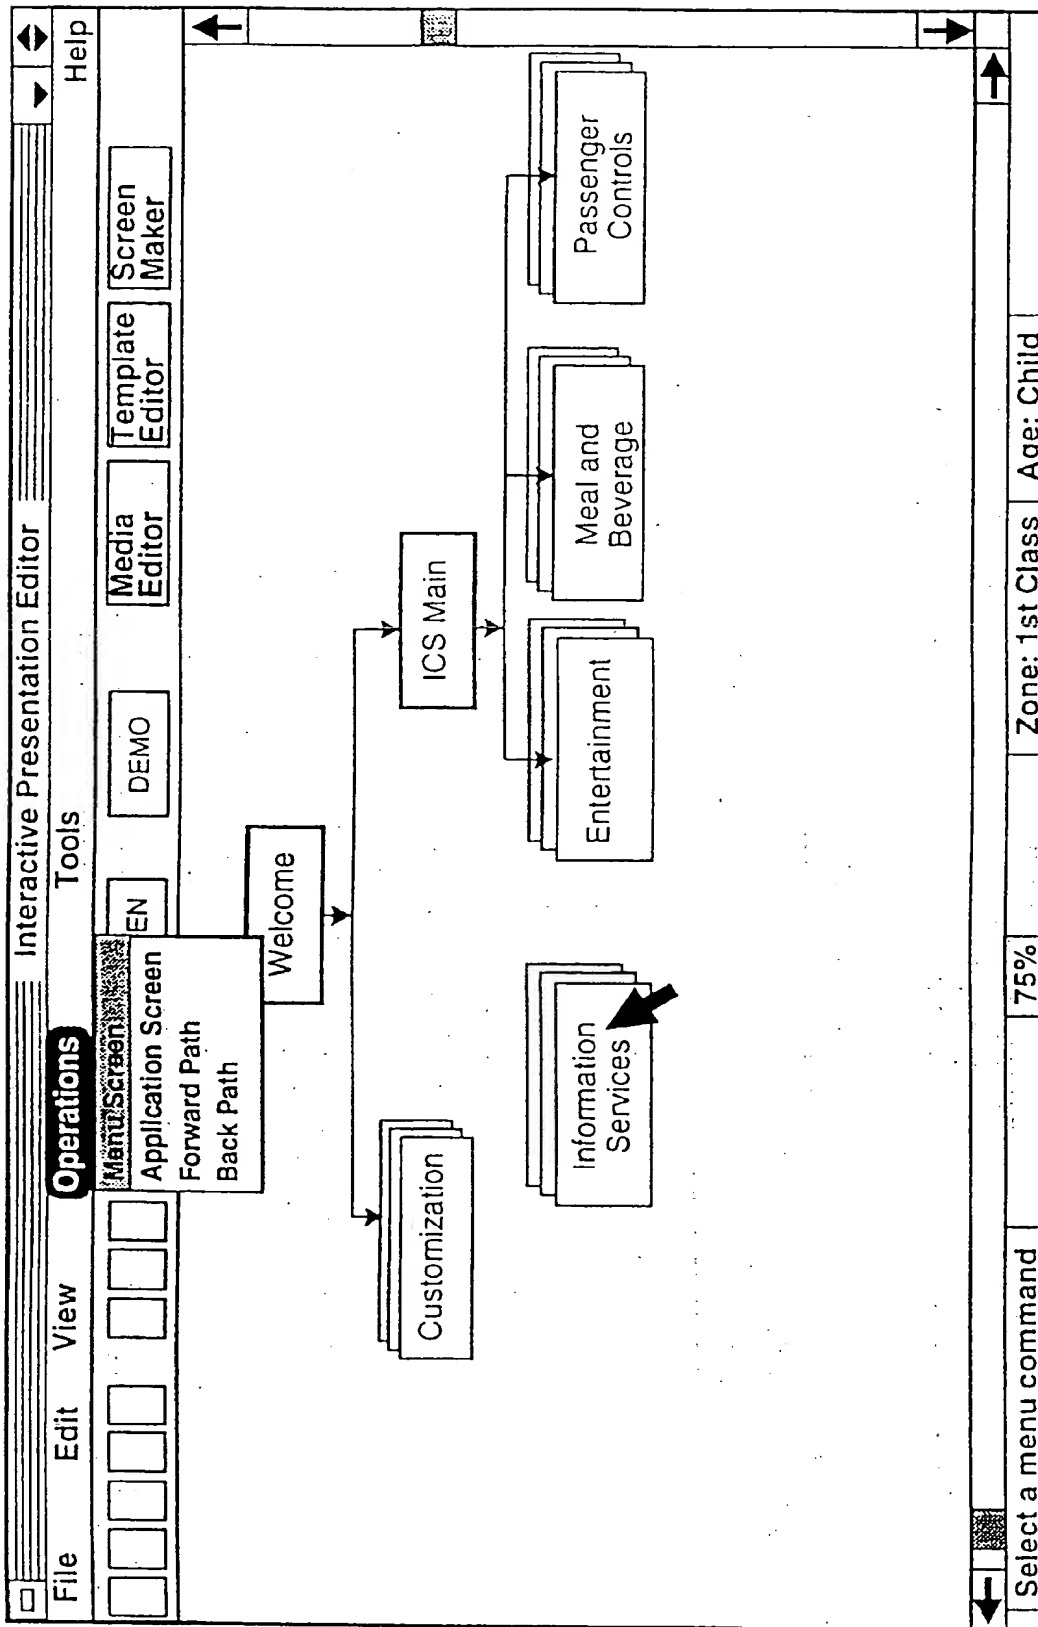 Interactive Presentation Editor
File Edit View Operations Tools Help
EN DEMO
Media
Editor
Template
Editor
Screen
Maker
Menu Screen
Application Screen
Forward Path
Back Path
Welcome
Customization
ICS Main
Information
Services
Entertainment
Meal and
Beverage
Passenger
Controls
Select a menu command 75% Zone: 1st Class Age: Child